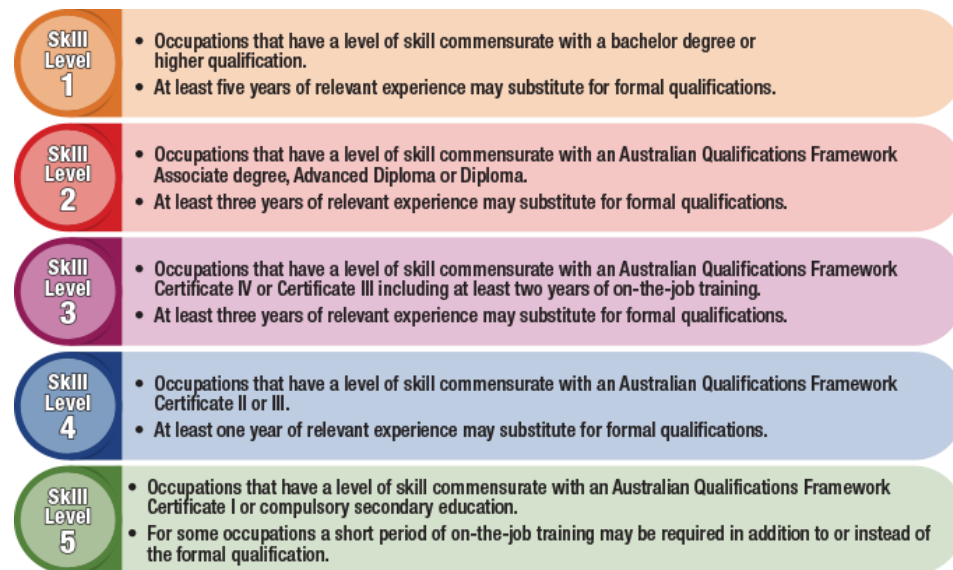 Skill
Level
1
• Occupations that have a level of skill commensurate with a bachelor degree or
higher qualification.
• At least five years of relevant experience may substitute for formal qualifications.
Skill
Level
2
• Occupations that have a level of skill commensurate with an Australian Qualifications Framework
Associate degree, Advanced Diploma or Diploma.
• At least three years of relevant experience may substitute for formal qualifications.
Skill
Level
3
• Occupations that have a level of skill commensurate with an Australian Qualifications Framework
Certificate IV or Certificate III including at least two years of on-the-job training.
• At least three years of relevant experience may substitute for formal qualifications.
Skill
Level
4
• Occupations that have a level of skill commensurate with an Australian Qualifications Framework
Certificate II or III.
• At least one year of relevant experience may substitute for formal qualifications.
Skill
Level
5
• Occupations that have a level of skill commensurate with an Australian Qualifications Framework
Certificate I or compulsory secondary education.
• For some occupations a short period of on-the-job training may be required in addition to or instead of
the formal qualification.